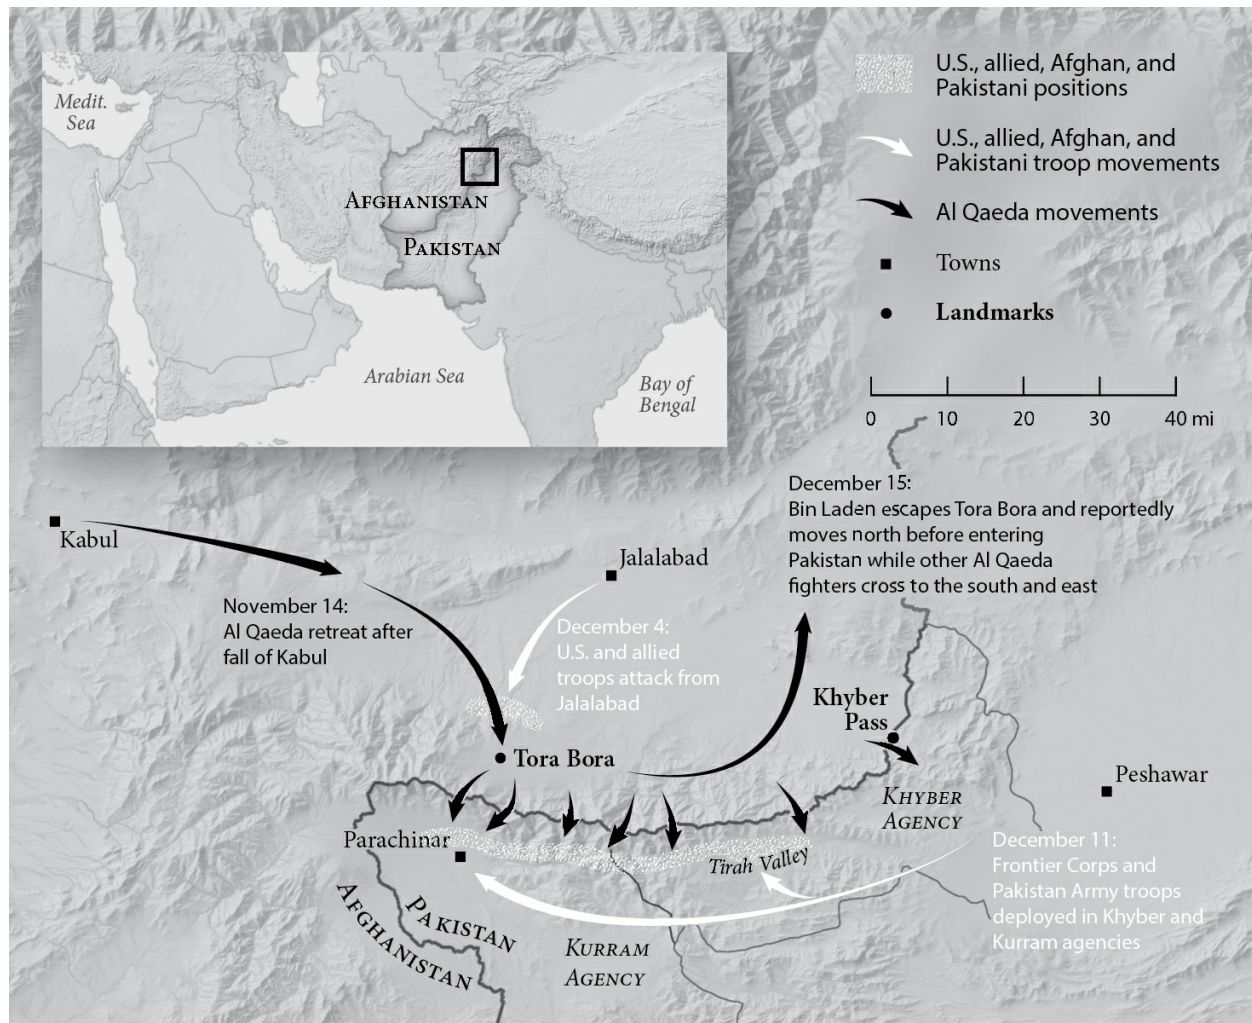 Medit.
Sea
AFGHANISTAN
PAKISTAN
Arabian Sea
Bay of
Bengal
U.S., allied, Afghan, and
Pakistani positions
U.S., allied, Afghan, and
Pakistani troop movements
Al Qaeda movements
Towns
Landmarks
0 10 20 30 40 mi
December 15:
Bin Laden escapes Tora Bora and reportedly
moves north before entering
Pakistan while other Al Qaeda
fighters cross to the south and east
Kabul
Jalalabad
November 14:
Al Qaeda retreat after
fall of Kabul
December 4:
U.S. and allied
troops attack from
Jalalabad
Khyber
Pass
Tora Bora
Peshawar
KHYBER
AGENCY
Parachinar
Tirah Valley
December 11:
Frontier Corps and
Pakistan Army troops
deployed in Khyber and
Kurram agencies
PAKISTAN
AFGHANISTAN
KURRAM
AGENCY